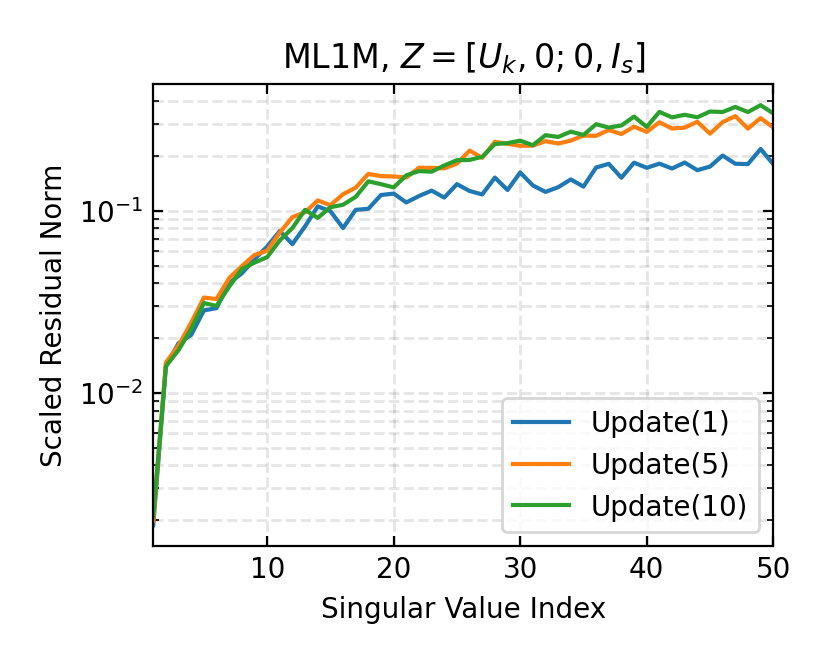 ML1M, $Z = [U_k, 0; 0, I_s]$
Scaled Residual Norm
$10^{-1}$
$10^{-2}$
Update(1)
Update(5)
Update(10)
10 20 30 40 50
Singular Value Index